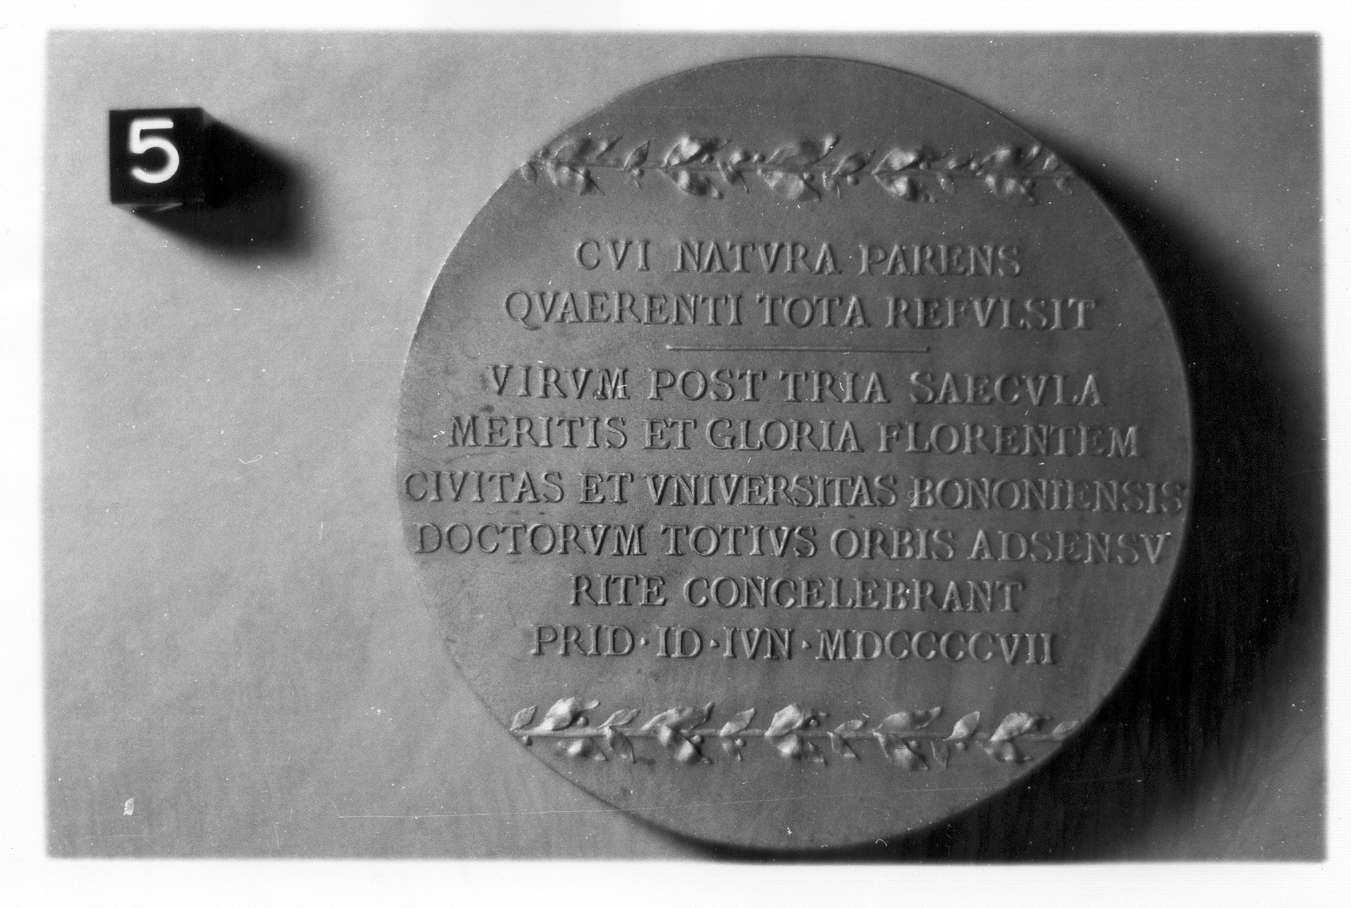 5
CVI NATVRA PARENS
QVAERENTI TOTA REFVLSIT
VIRVM POST TRIA SAECVLA
MERITIS ET GLORIA FLORENTEM
CIVITAS ET VNIVERSITAS BONONIENSIS
DOCTORVM TOTIVS ORBIS ADSENSV
RITE CONCELEBRANT
PRID·ID·IVN·MDCCCCVII